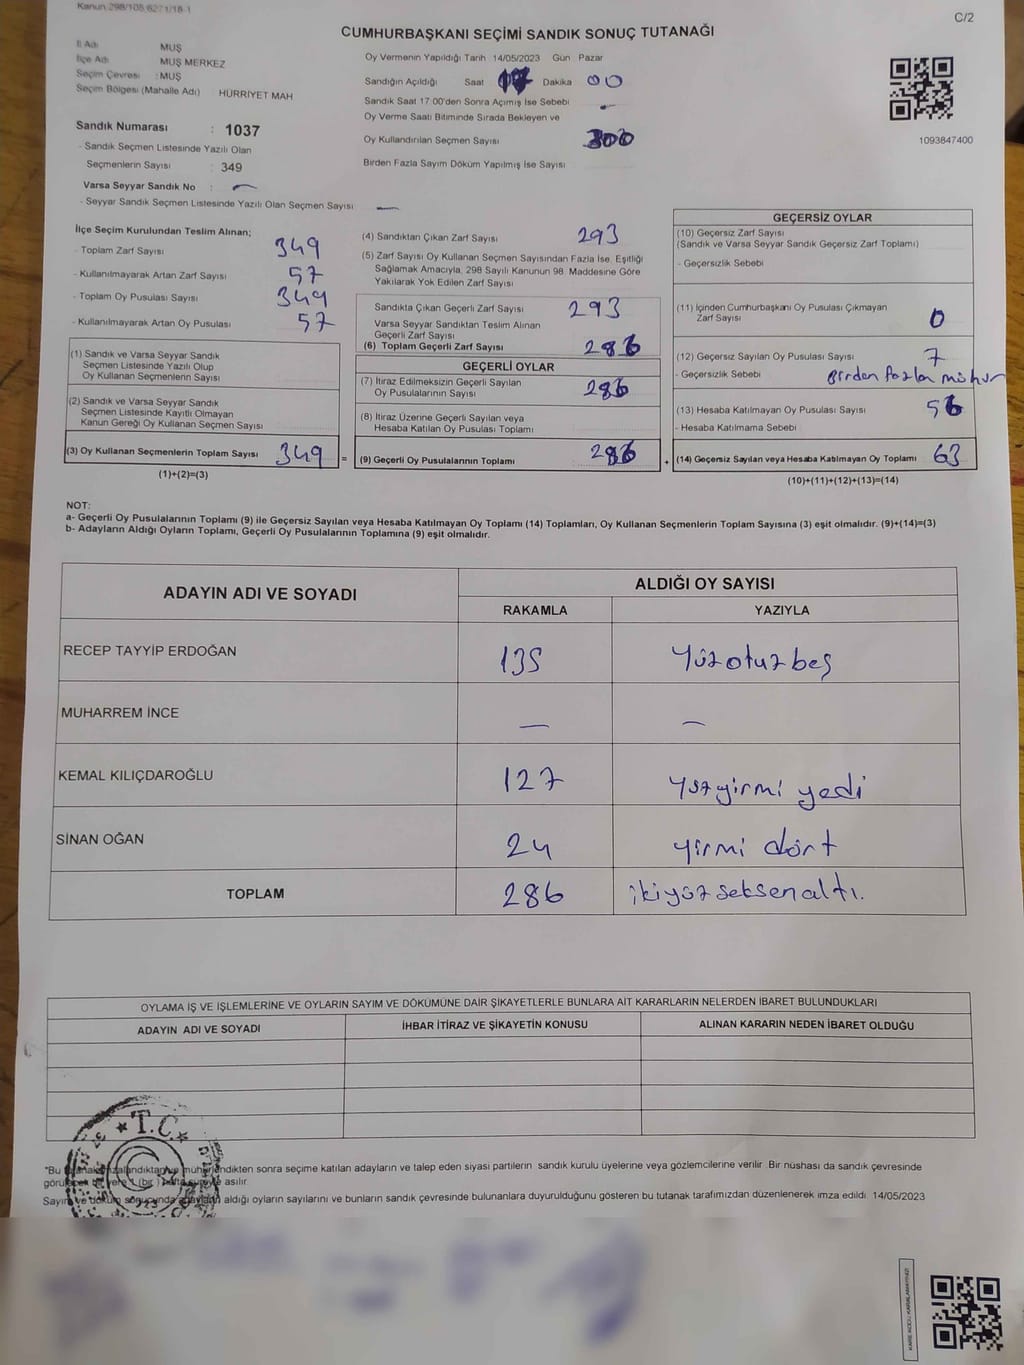 Kanun 298/105,6271/18-1
C/2
CUMHURBAŞKANI SEÇİMİ SANDIK SONUÇ TUTANAĞI
İl Adı MUŞ
İlçe Adı MUŞ MERKEZ
Seçim Çevresi : MUŞ
Seçim Bölgesi (Mahalle Adı) : HÜRRİYET MAH
Sandık Numarası : 1037
- Sandık Seçmen Listesinde Yazılı Olan
Seçmenlerin Sayısı : 349
Varsa Seyyar Sandık No : —
- Seyyar Sandık Seçmen Listesinde Yazılı Olan Seçmen Sayısı —
Oy Vermenin Yapıldığı Tarih 14/05/2023 Gün Pazar
Sandığın Açıldığı Saat 17 Dakika 00
Sandık Saat 17:00'den Sonra Açımış İse Sebebi
Oy Verme Saati Bitiminde Sırada Bekleyen ve
Oy Kullandırılan Seçmen Sayısı
Birden Fazla Sayım Döküm Yapılmış İse Sayısı
1093847400
İlçe Seçim Kurulundan Teslim Alınan;
- Toplam Zarf Sayısı 349
- Kullanılmayarak Artan Zarf Sayısı 57
- Toplam Oy Pusulası Sayısı 349
- Kullanılmayarak Artan Oy Pusulası 57
(1) Sandık ve Varsa Seyyar Sandık
Seçmen Listesinde Yazılı Olup
Oy Kullanan Seçmenlerin Sayısı
(2) Sandık ve Varsa Seyyar Sandık
Seçmen Listesinde Kayıtlı Olmayan
Kanun Gereği Oy Kullanan Seçmen Sayısı
(3) Oy Kullanan Seçmenlerin Toplam Sayısı 349 =
(1)+(2)=(3)
(4) Sandıktan Çıkan Zarf Sayısı 293
(5) Zarf Sayısı Oy Kullanan Seçmen Sayısından Fazla İse, Eşitliği
Sağlamak Amacıyla, 298 Sayılı Kanunun 98. Maddesine Göre
Yakılarak Yok Edilen Zarf Sayısı
Sandıkta Çıkan Geçerli Zarf Sayısı 293
Varsa Seyyar Sandıktan Teslim Alınan
Geçerli Zarf Sayısı
(6) Toplam Geçerli Zarf Sayısı 286
GEÇERLİ OYLAR
(7) İtiraz Edilmeksizin Geçerli Sayılan
Oy Pusulasının Sayısı 286
(8) İtiraz Üzerine Geçerli Sayılan veya
Hesaba Katılan Oy Pusulası Toplamı
(9) Geçerli Oy Pusulalarının Toplamı 286 +
GEÇERSİZ OYLAR
(10) Geçersiz Zarf Sayısı
(Sandık ve Varsa Seyyar Sandık Geçersiz Zarf Toplamı)
- Geçersizlik Sebebi
(11) İçinden Cumhurbaşkanı Oy Pusulası Çıkmayan
Zarf Sayısı 0
(12) Geçersiz Sayılan Oy Pusulası Sayısı 7
- Geçersizlik Sebebi Birden fazla mühür
(13) Hesaba Katılmayan Oy Pusulası Sayısı 56
- Hesaba Katılmama Sebebi
(14) Geçersiz Sayılan veya Hesaba Katılmayan Oy Toplamı 63
(10)+(11)+(12)+(13)=(14)
NOT:
a- Geçerli Oy Pusulalarının Toplamı (9) ile Geçersiz Sayılan veya Hesaba Katılmayan Oy Toplamı (14) Toplamları, Oy Kullanan Seçmenlerin Toplam Sayısına (3) eşit olmalıdır. (9)+(14)=(3)
b- Adayların Aldığı Oyların Toplamı, Geçerli Oy Pusulalarının Toplamına (9) eşit olmalıdır.
ADAYIN ADI VE SOYADI ALDIĞI OY SAYISI
RAKAMLA YAZIYLA
RECEP TAYYİP ERDOĞAN 135 Yüzotuzbeş
MUHARREM İNCE — —
KEMAL KILIÇDAROĞLU 127 yüzyirmi yedi
SİNAN OĞAN 24 yirmi dört
TOPLAM 286 ikiyüz seksenaltı.
OYLAMA İŞ VE İŞLEMLERİNE VE OYLARIN SAYIM VE DÖKÜMÜNE DAİR ŞİKAYETLERLE BUNLARA AİT KARARLARIN NELERDEN İBARET BULUNDUKLARI
ADAYIN ADI VE SOYADI İHBAR İTİRAZ VE ŞİKAYETİN KONUSU ALINAN KARARIN NEDEN İBARET OLDUĞU
T.C.
*Bu tutanak imzalandıktan ve mühürlendikten sonra seçime katılan adayların ve talep eden siyasi partilerin sandık kurulu üyelerine veya gözlemcilerine verilir. Bir nüshası da sandık çevresinde
görülecek bir yere 1 (bir) hafta süreyle asılır.
Sayım ve döküm sonucunda adayların aldığı oyların sayılarını ve bunların sandık çevresinde bulunanlara duyurulduğunu gösteren bu tutanak tarafımızdan düzenlenerek imza edildi. 14/05/2023
KARE KODU KARALAMAYINIZ!